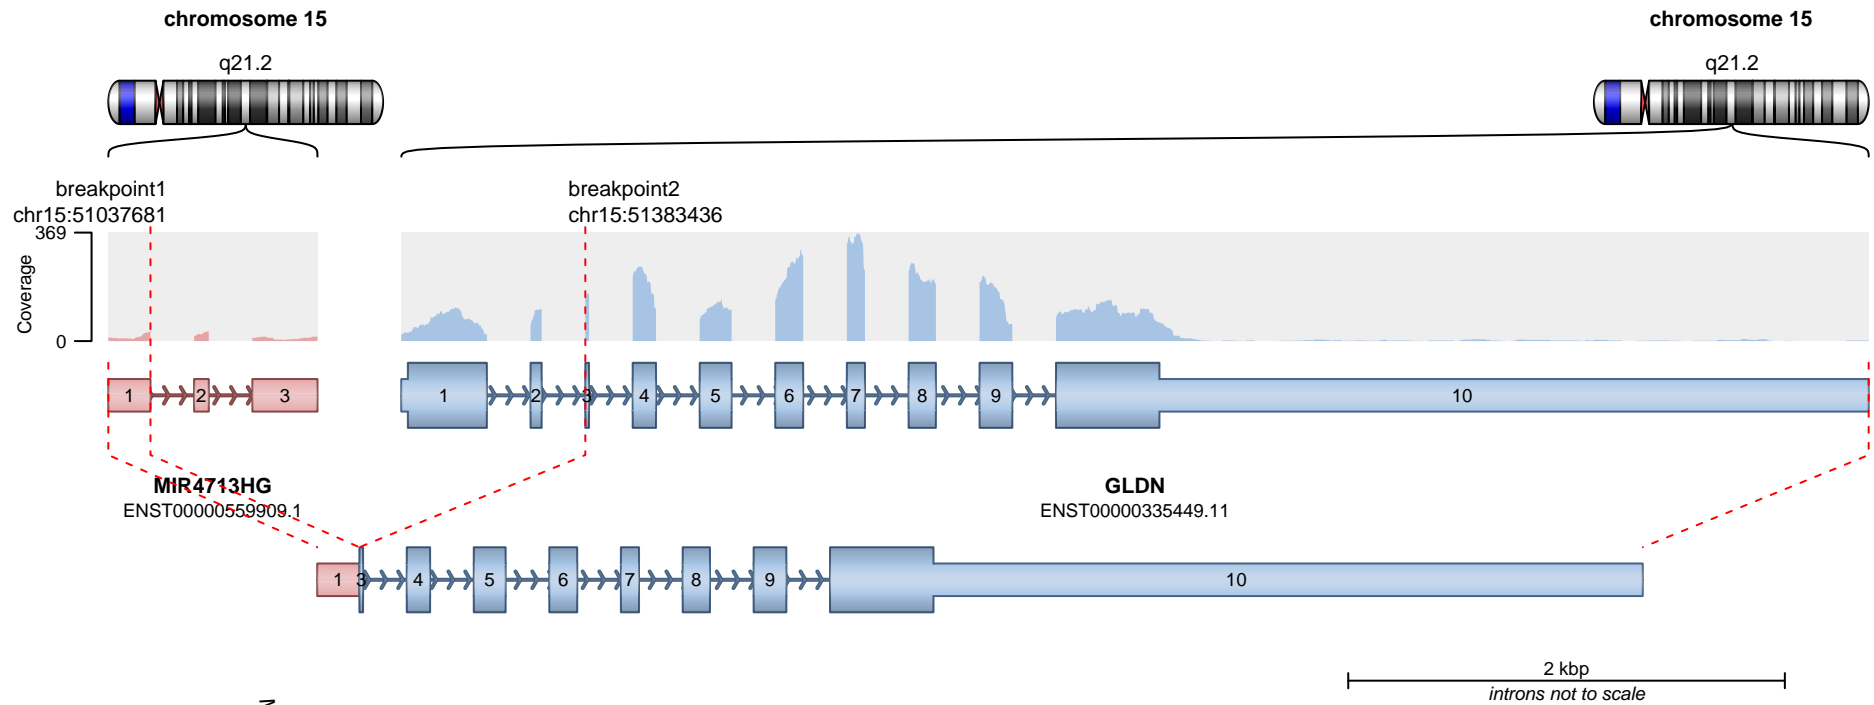 chromosome 15
chromosome 15
q21.2
q21.2
breakpoint1
chr15:51037681
breakpoint2
chr15:51383436
369
Coverage
0
1 2 3
1 2 3 4 5 6 7 8 9 10
MIR4713HG
ENST00000559909.1
GLDN
ENST00000335449.11
1 3 4 5 6 7 8 9 10
2 kbp
introns not to scale